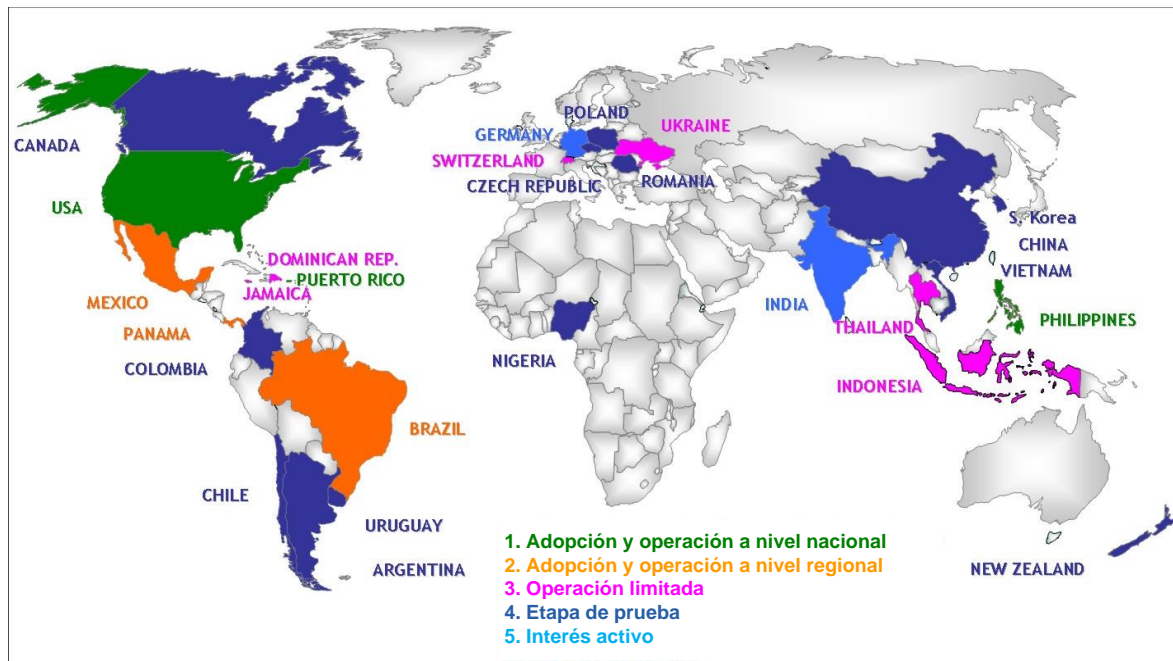 POLAND
UKRAINE
GERMANY
CANADA
SWITZERLAND
CZECH REPUBLIC
ROMANIA
USA
S. Korea
CHINA
DOMINICAN REP.
VIETNAM
PUERTO RICO
JAMAICA
MEXICO
INDIA
PHILIPPINES
PANAMA
THAILAND
NIGERIA
COLOMBIA
INDONESIA
BRAZIL
CHILE
URUGUAY
1. Adopción y operación a nivel nacional
2. Adopción y operación a nivel regional
ARGENTINA
NEW ZEALAND
3. Operación limitada
4. Etapa de prueba
5. Interés activo